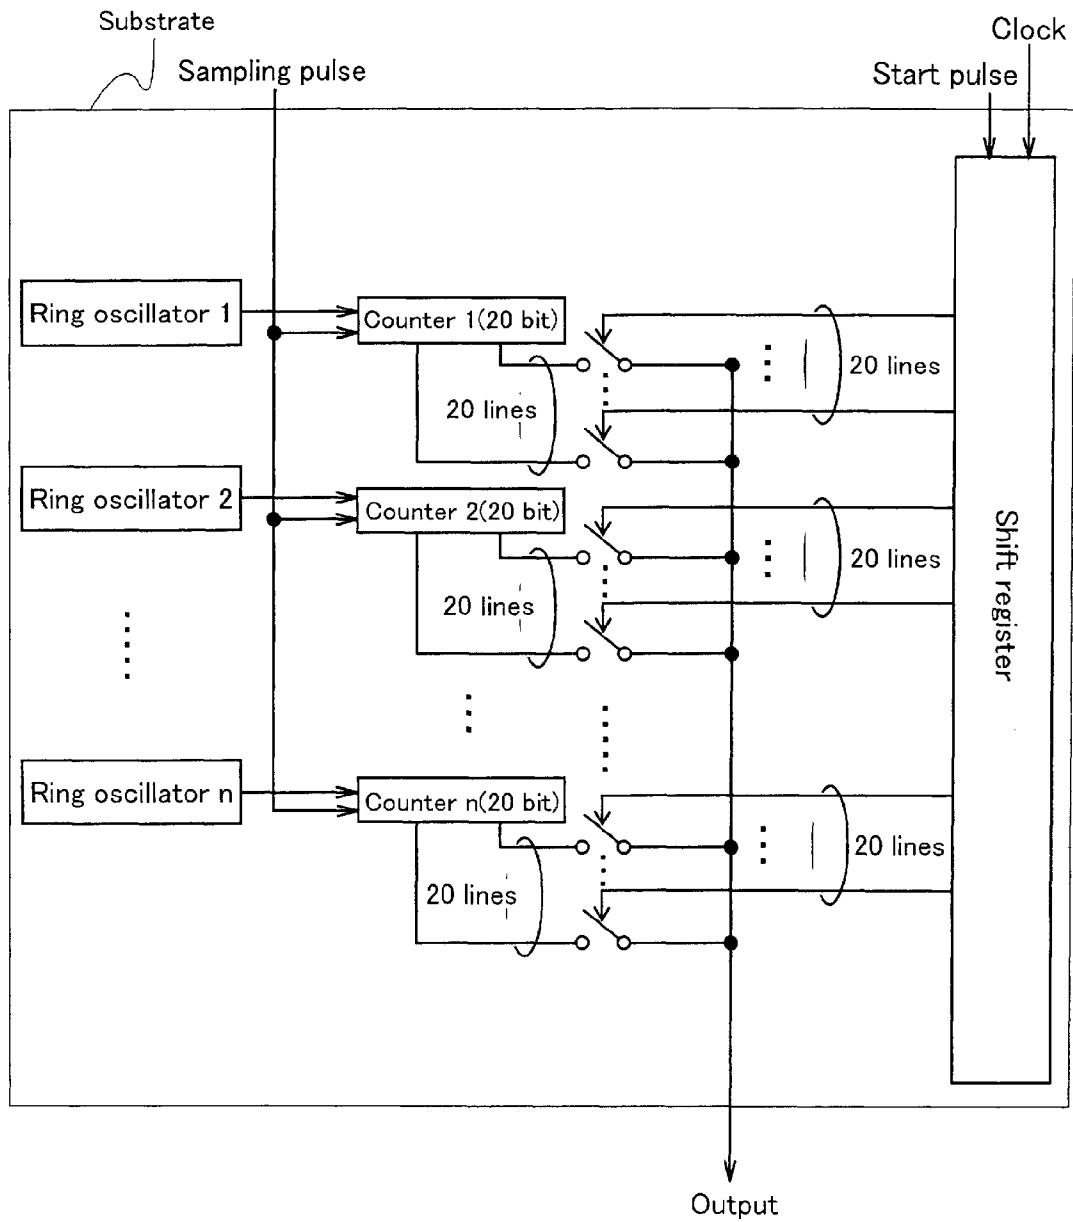 Substrate
Clock
Sampling pulse
Start pulse
Ring oscillator 1
Counter 1(20 bit)
20 lines
20 lines
Ring oscillator 2
Counter 2(20 bit)
20 lines
20 lines
Shift register
Ring oscillator n
Counter n(20 bit)
20 lines
20 lines
Output